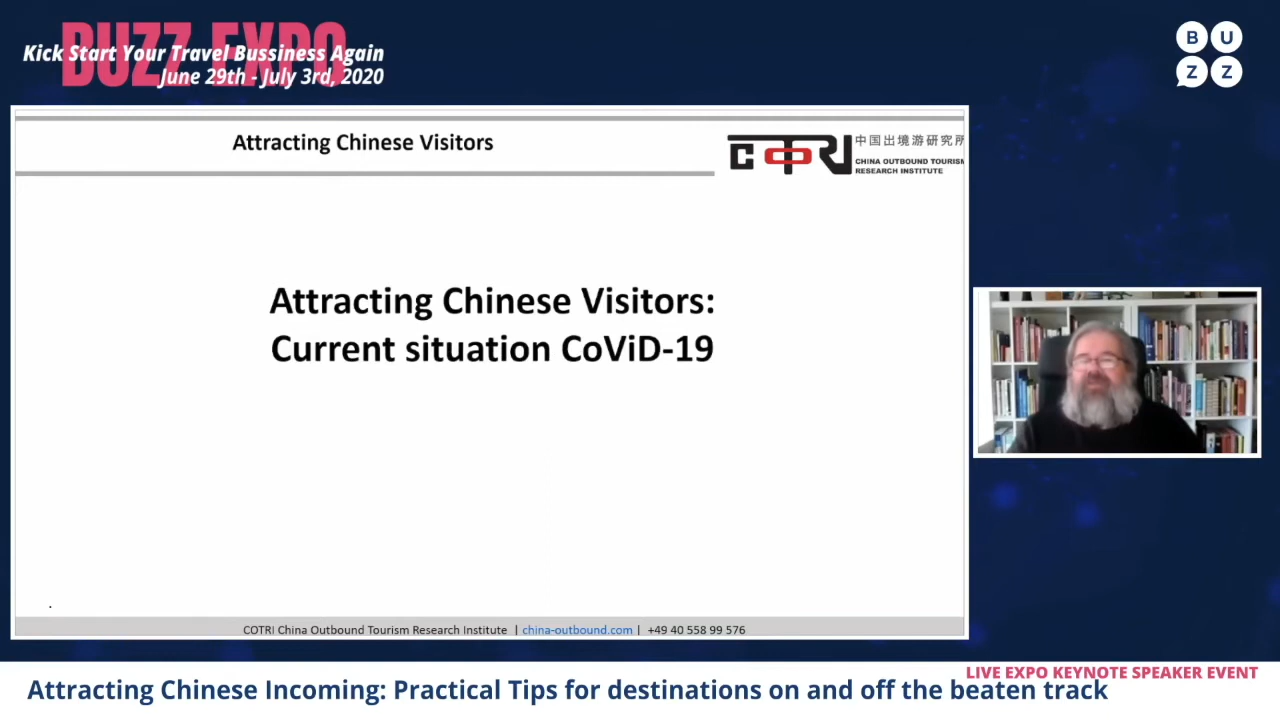 BUZZ EXPO
Kick Start Your Travel Bussiness Again
June 29th - July 3rd, 2020
B U
Z Z
Attracting Chinese Visitors
COTRI
中国出境游研究所
CHINA OUTBOUND TOURISM
RESEARCH INSTITUTE
Attracting Chinese Visitors:
Current situation CoViD-19
COTRI China Outbound Tourism Research Institute | china-outbound.com | +49 40 558 99 576
LIVE EXPO KEYNOTE SPEAKER EVENT
Attracting Chinese Incoming: Practical Tips for destinations on and off the beaten track